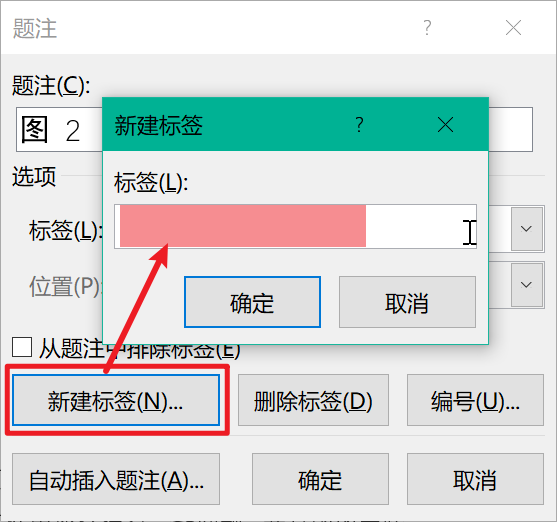 题注
?
题注(C):
图 2
新建标签
?
标签(L):
确定
取消
选项
标签(L):
位置(P):
从题注中排除标签(E)
新建标签(N)...
删除标签(D)
编号(U)...
自动插入题注(A)...
确定
取消